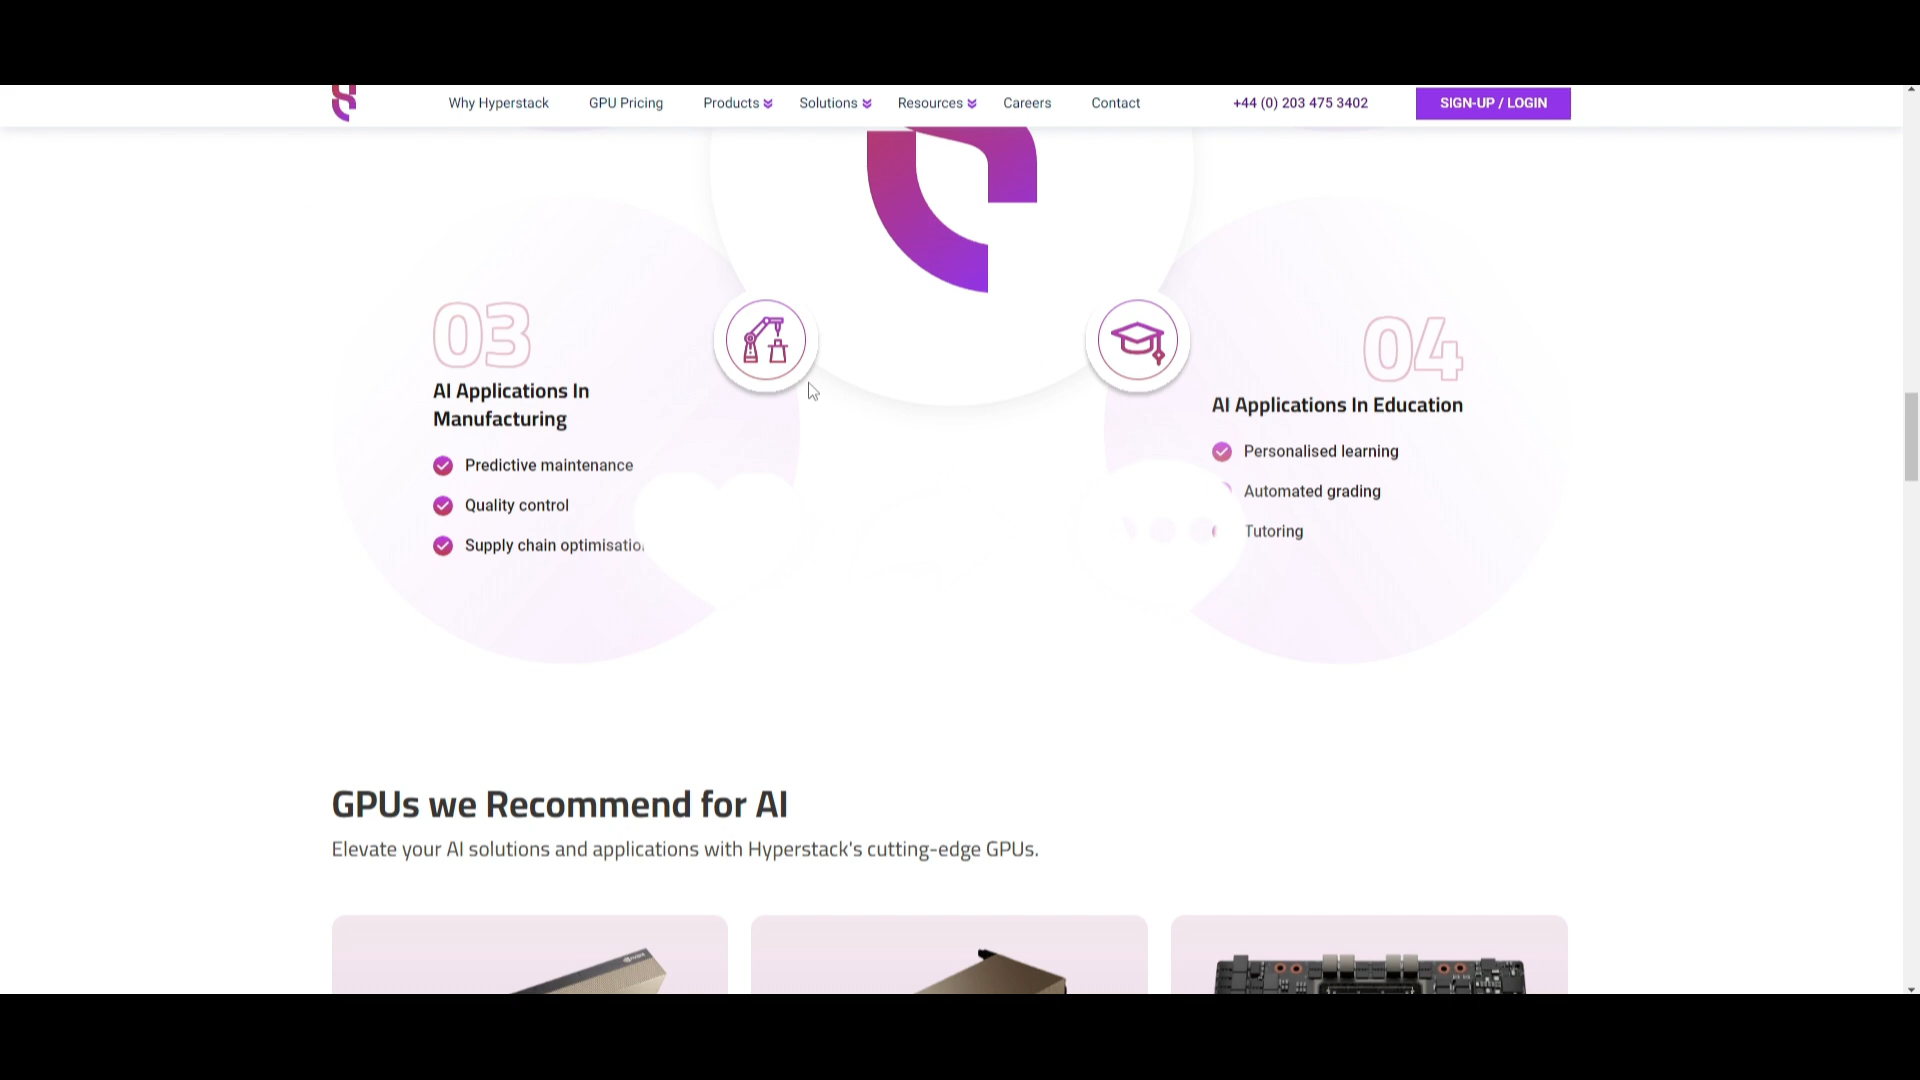 Why Hyperstack GPU Pricing Products Solutions Resources Careers Contact +44 (0) 203 475 3402 SIGN-UP / LOGIN
03
AI Applications In
Manufacturing
Predictive maintenance
Quality control
Supply chain
04
AI Applications In Education
Personalised learning
Automated grading
Tutoring
GPUs we Recommend for AI
Elevate your AI solutions and applications with Hyperstack's cutting-edge GPUs.